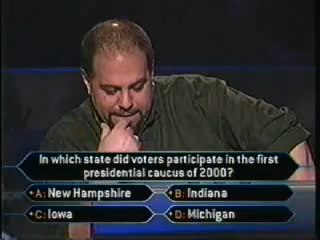 In which state did voters participate in the first
presidential caucus of 2000?
A: New Hampshire
B: Indiana
C: Iowa
D: Michigan